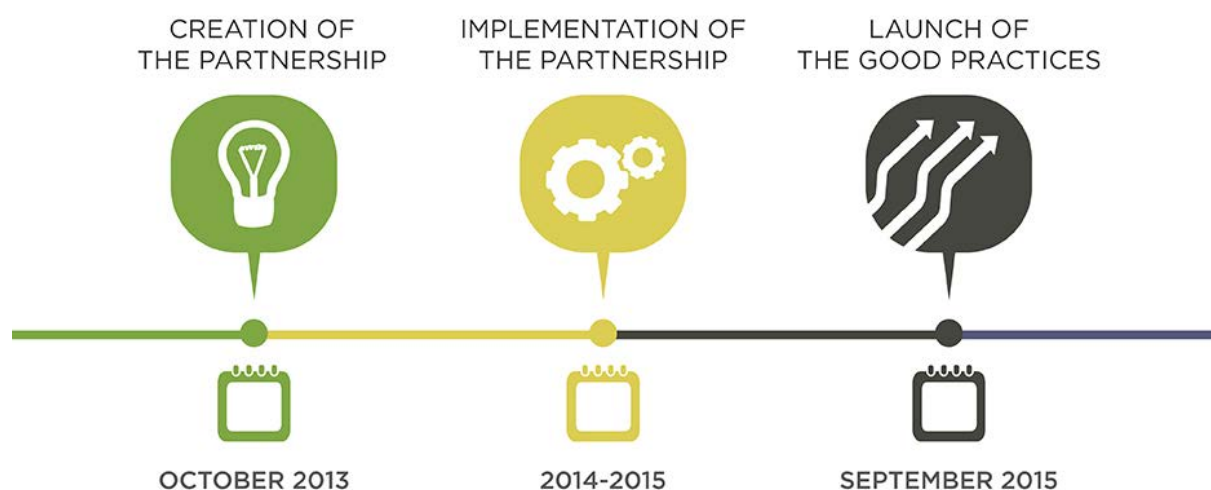 CREATION OF
THE PARTNERSHIP
IMPLEMENTATION OF
THE PARTNERSHIP
LAUNCH OF
THE GOOD PRACTICES
OCTOBER 2013
2014-2015
SEPTEMBER 2015